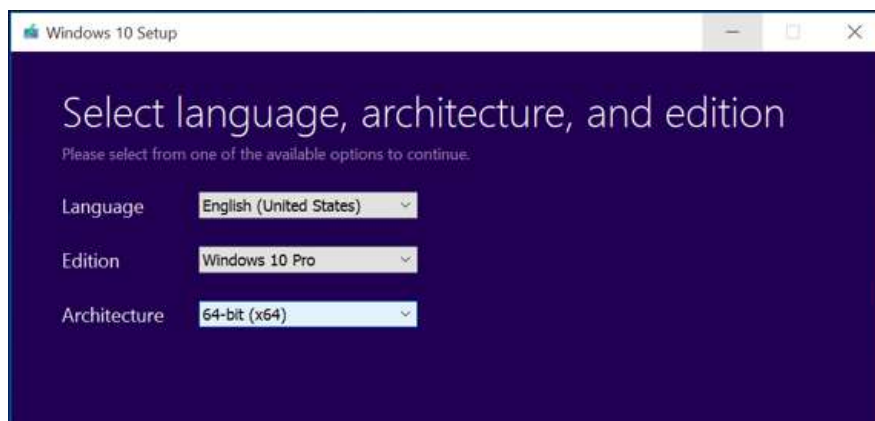 Windows 10 Setup
Select language, architecture, and edition
Please select from one of the available options to continue.
Language English (United States)
Edition Windows 10 Pro
Architecture 64-bit (x64)